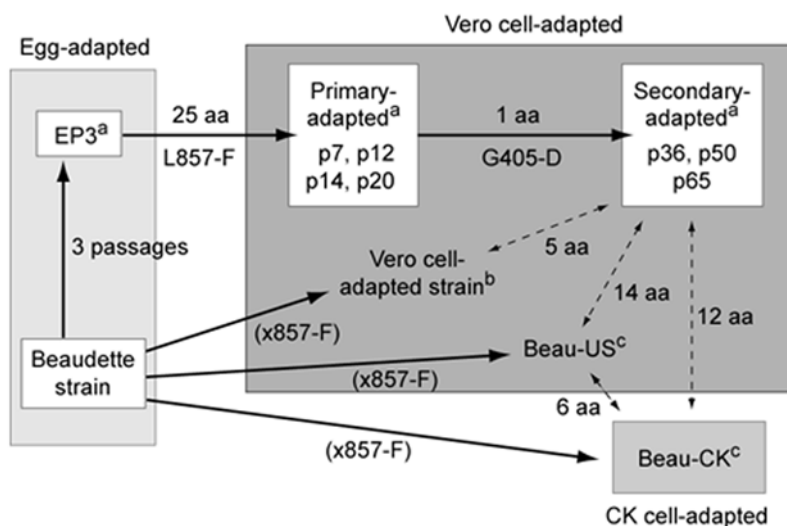 Egg-adapted
Vero cell-adapted
EP3a
25 aa
L857-F
Primary-
adapteda
p7, p12
p14, p20
1 aa
G405-D
Secondary-
adapteda
p36, p50
p65
3 passages
Vero cell-
adapted strainb
5 aa
14 aa
12 aa
(x857-F)
Beau-USc
Beaudette
strain
(x857-F)
6 aa
(x857-F)
Beau-CKc
CK cell-adapted